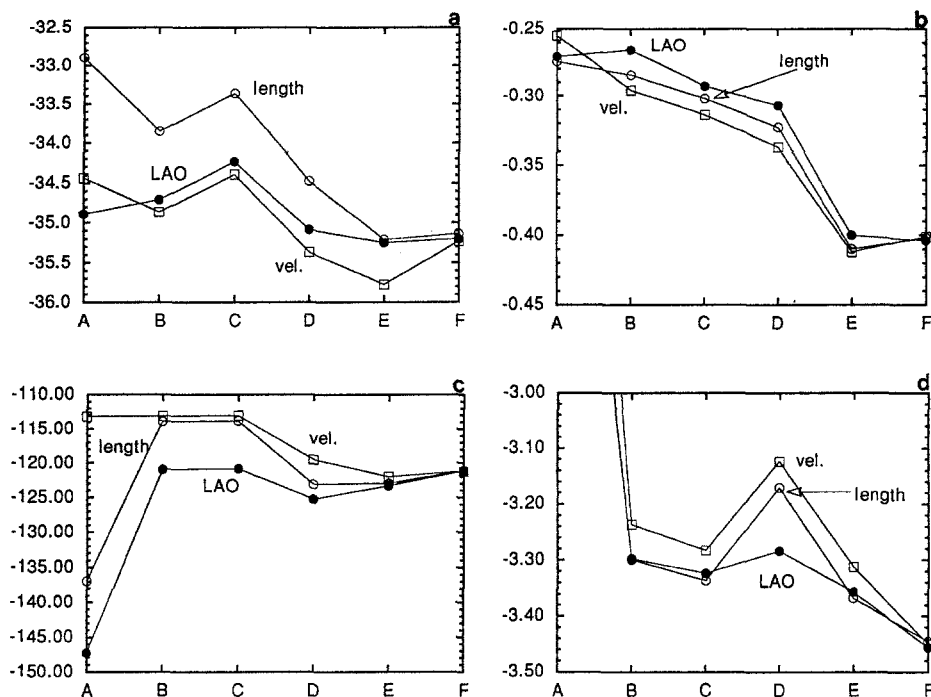 a
-32.5
-33.0
-33.5
-34.0
-34.5
-35.0
-35.5
-36.0
length
LAO
vel.
A B C D E F
b
-0.25
-0.30
-0.35
-0.40
-0.45
LAO
length
vel.
A B C D E F
c
-110.00
-115.00
-120.00
-125.00
-130.00
-135.00
-140.00
-145.00
-150.00
length
vel.
LAO
A B C D E F
d
-3.00
-3.10
-3.20
-3.30
-3.40
-3.50
vel.
length
LAO
A B C D E F